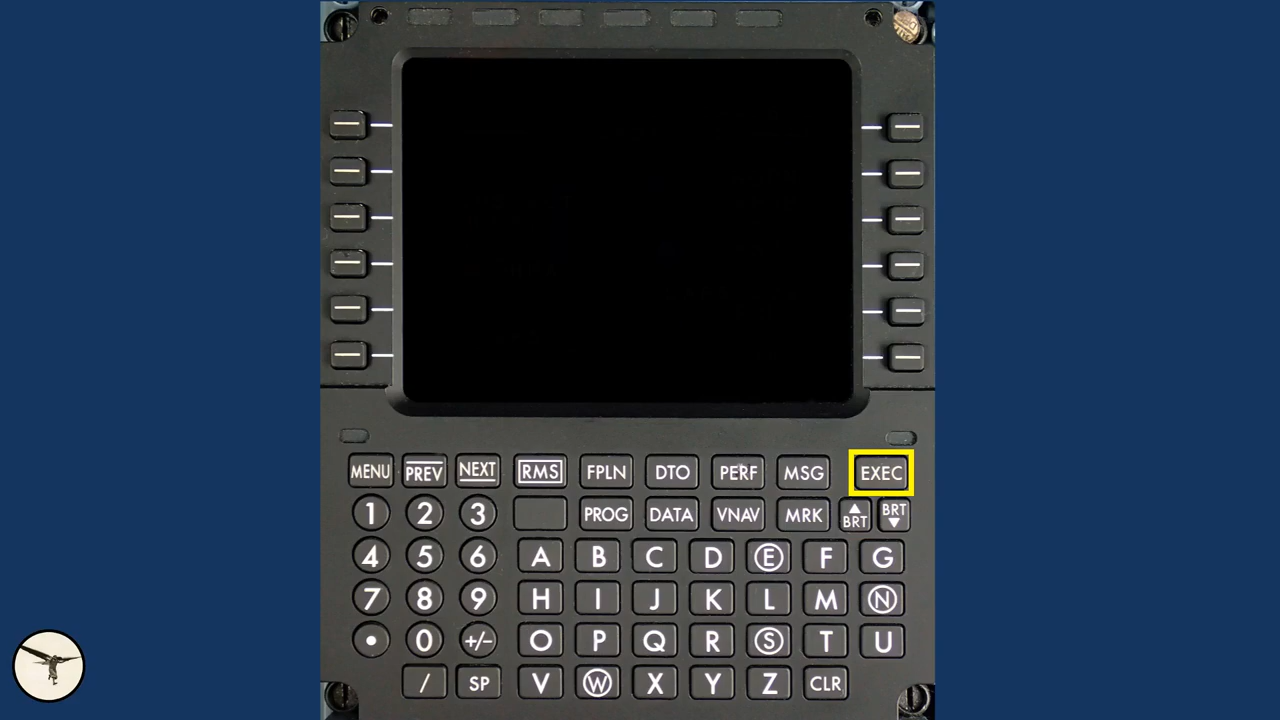 MENU PREV NEXT RMS FPLN DTO PERF MSG EXEC
1 2 3 PROG DATA VNAV MRK BRT BRT
4 5 6 A B C D E F G
7 8 9 H I J K L M N
• 0 +/- O P Q R S T U
/ SP V W X Y Z CLR